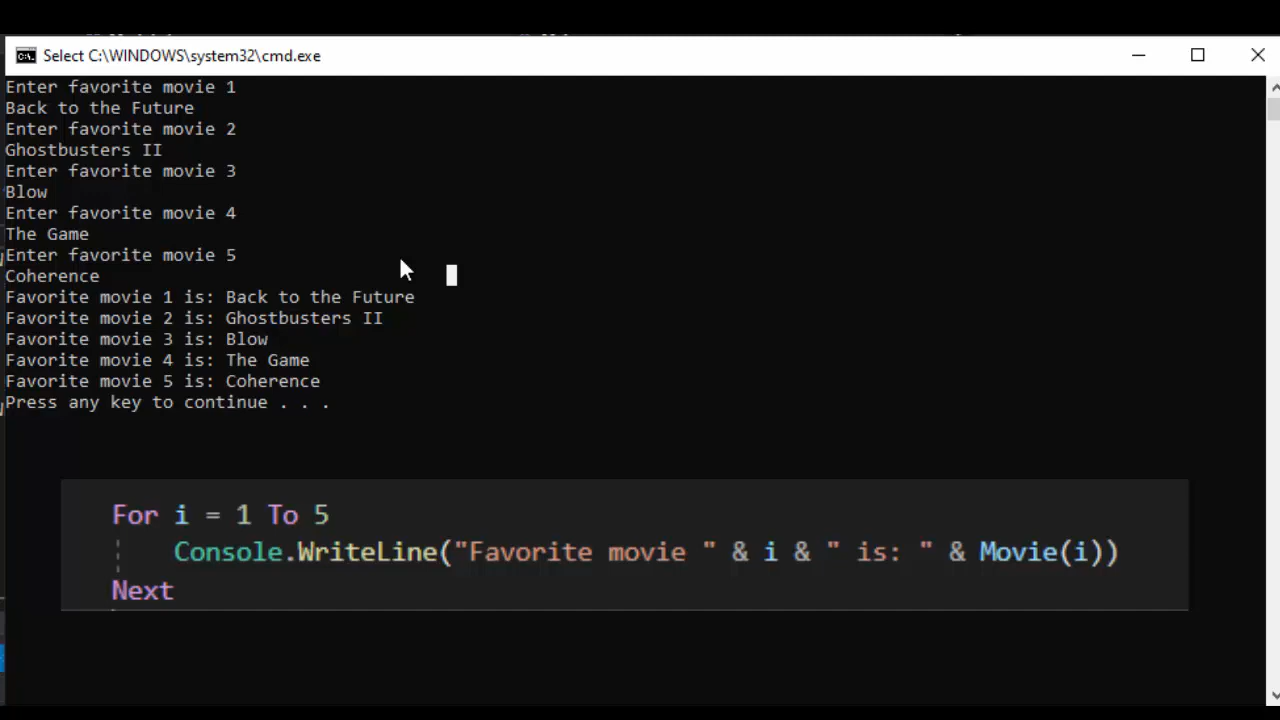 Select C:\WINDOWS\system32\cmd.exe
Enter favorite movie 1
Back to the Future
Enter favorite movie 2
Ghostbusters II
Enter favorite movie 3
Blow
Enter favorite movie 4
The Game
Enter favorite movie 5
Coherence
Favorite movie 1 is: Back to the Future
Favorite movie 2 is: Ghostbusters II
Favorite movie 3 is: Blow
Favorite movie 4 is: The Game
Favorite movie 5 is: Coherence
Press any key to continue . . .
For i = 1 To 5
Console.WriteLine("Favorite movie " & i & " is: " & Movie(i))
Next